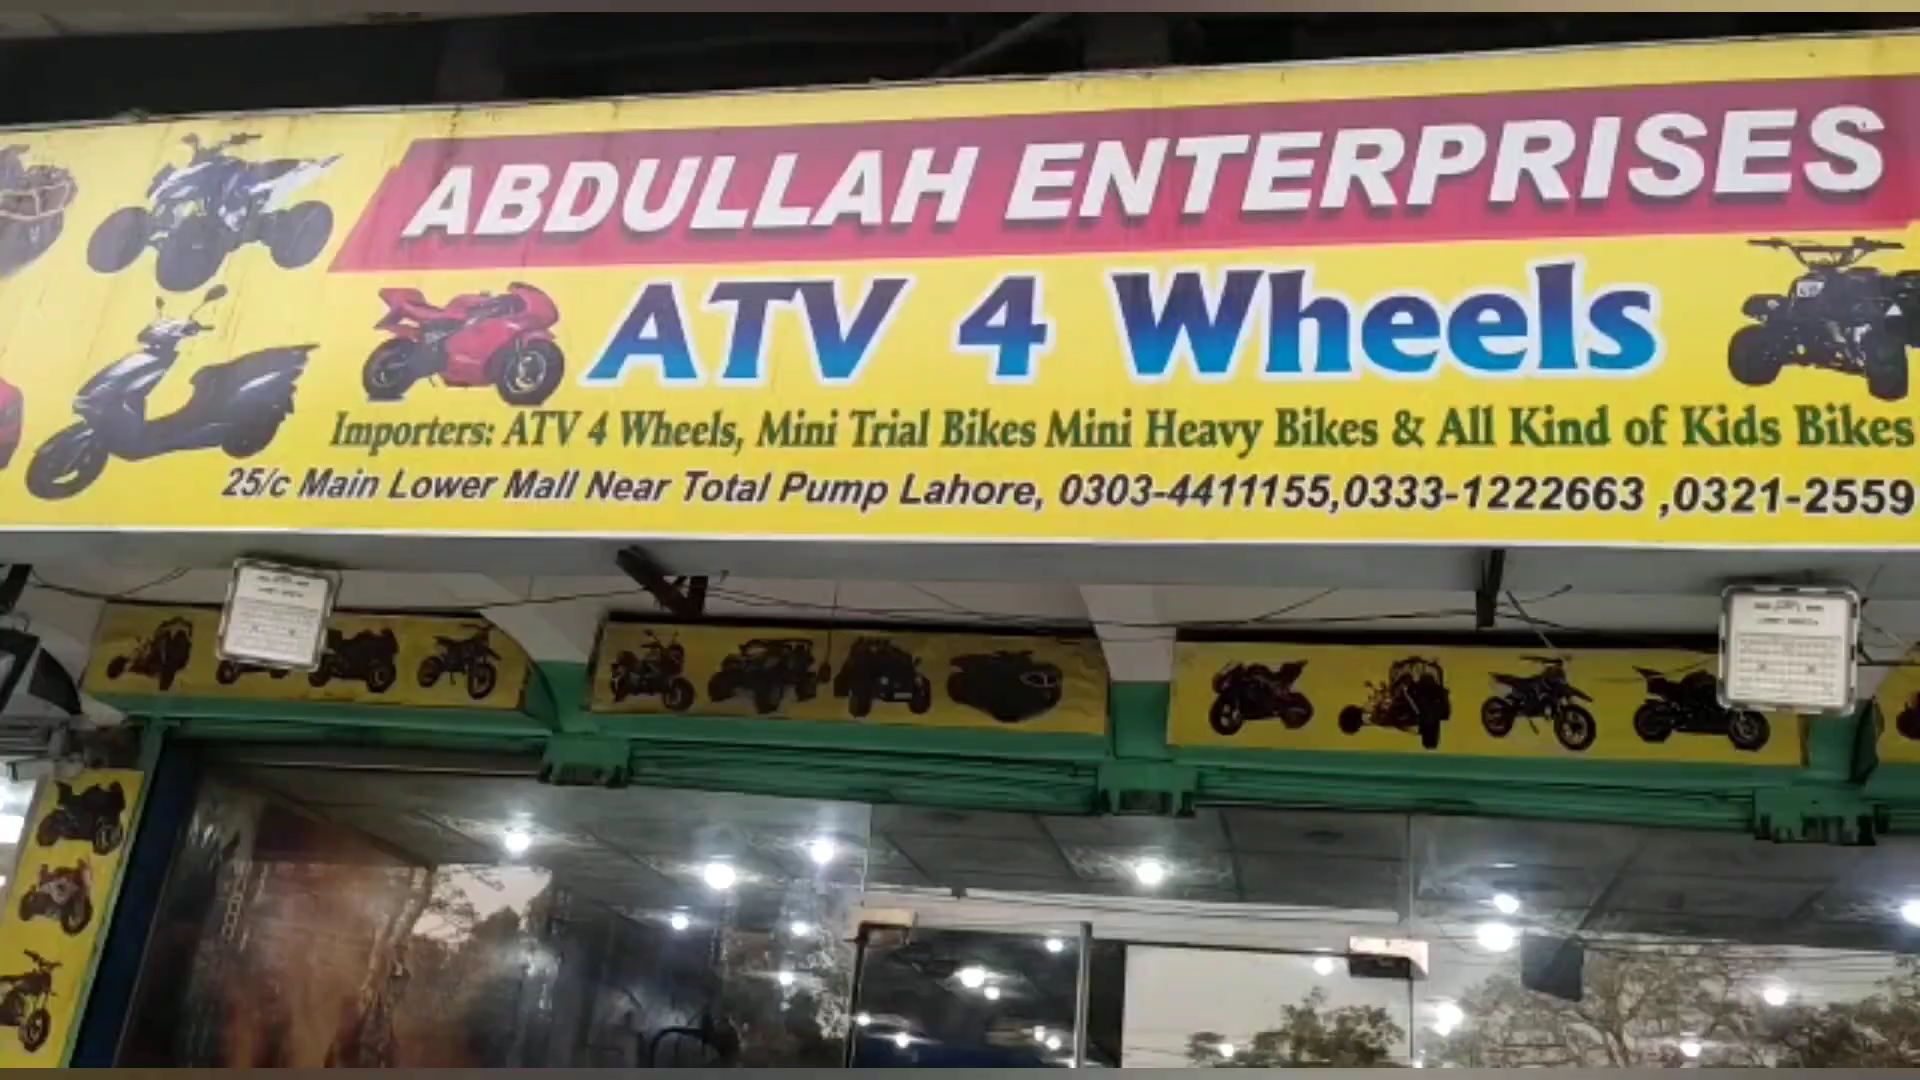 ABDULLAH ENTERPRISES
ATV 4 Wheels
Importers: ATV 4 Wheels, Mini Trial Bikes Mini Heavy Bikes & All Kind of Kids Bikes
25/c Main Lower Mall Near Total Pump Lahore, 0303-4411155,0333-1222663 ,0321-2559